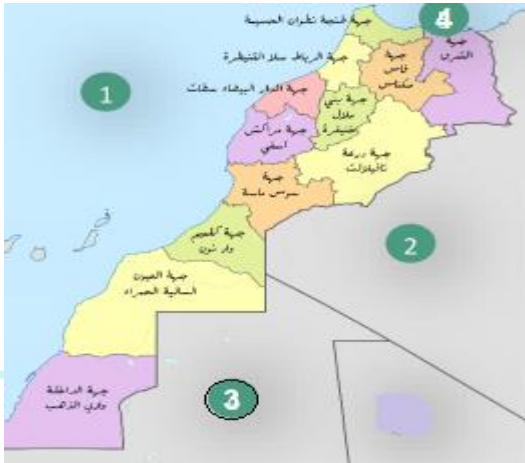 جهة طنجة تطوان الحسيمة
4
جهة
الشرق
جهة الرباط سلا القنيطرة
جهة
فاس
مكناس
1
جهة الدار البيضاء سطات
جهة بني
ملال
خنيفرة
جهة مراكش
اسفي
جهة درعة
تافيلالت
جهة
سوس ماسة
2
جهة كلميم
واد نون
جهة العيون
الساقية الحمراء
جهة الداخلة
وادي الذهب
3